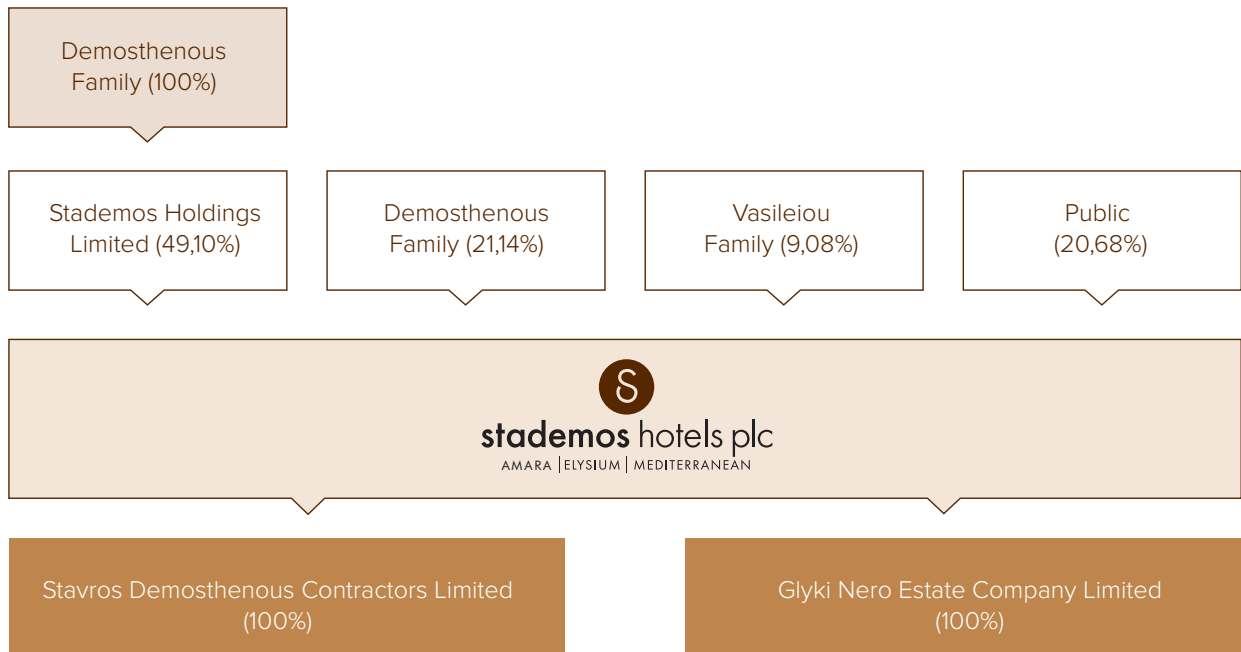 Demosthenous
Family (100%)
Stademos Holdings
Limited (49,10%)
Demosthenous
Family (21,14%)
Vasileiou
Family (9,08%)
Public
(20,68%)
S
stademos hotels plc
AMARA | ELYSIUM | MEDITERRANEAN
Stavros Demosthenous Contractors Limited
(100%)
Glyki Nero Estate Company Limited
(100%)